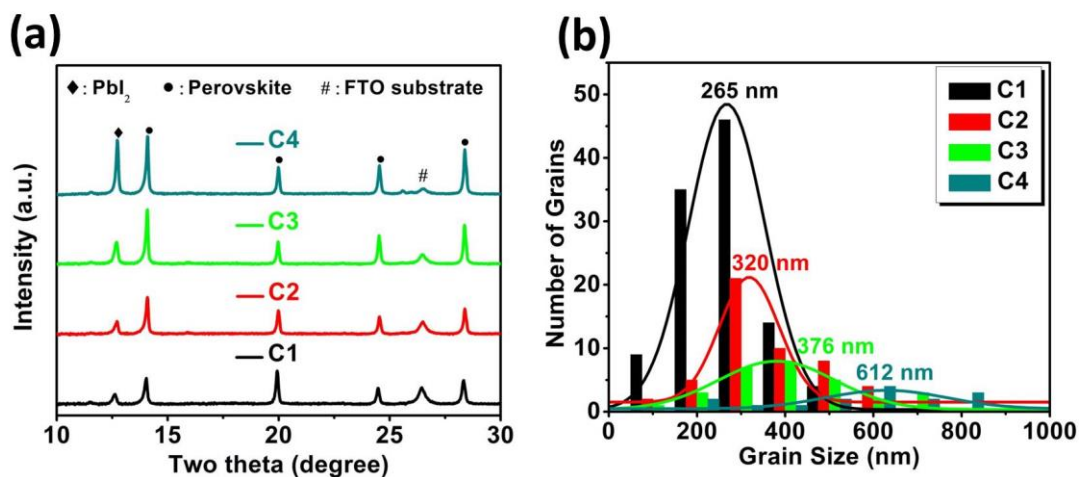 (a)
♦ : PbI₂ ● : Perovskite # : FTO substrate
C4
#
C3
C2
C1
Intensity (a.u.)
10 15 20 25 30
Two theta (degree)
(b)
50
40
30
20
10
0
Number of Grains
265 nm
320 nm
376 nm
612 nm
C1
C2
C3
C4
0 200 400 600 800 1000
Grain Size (nm)